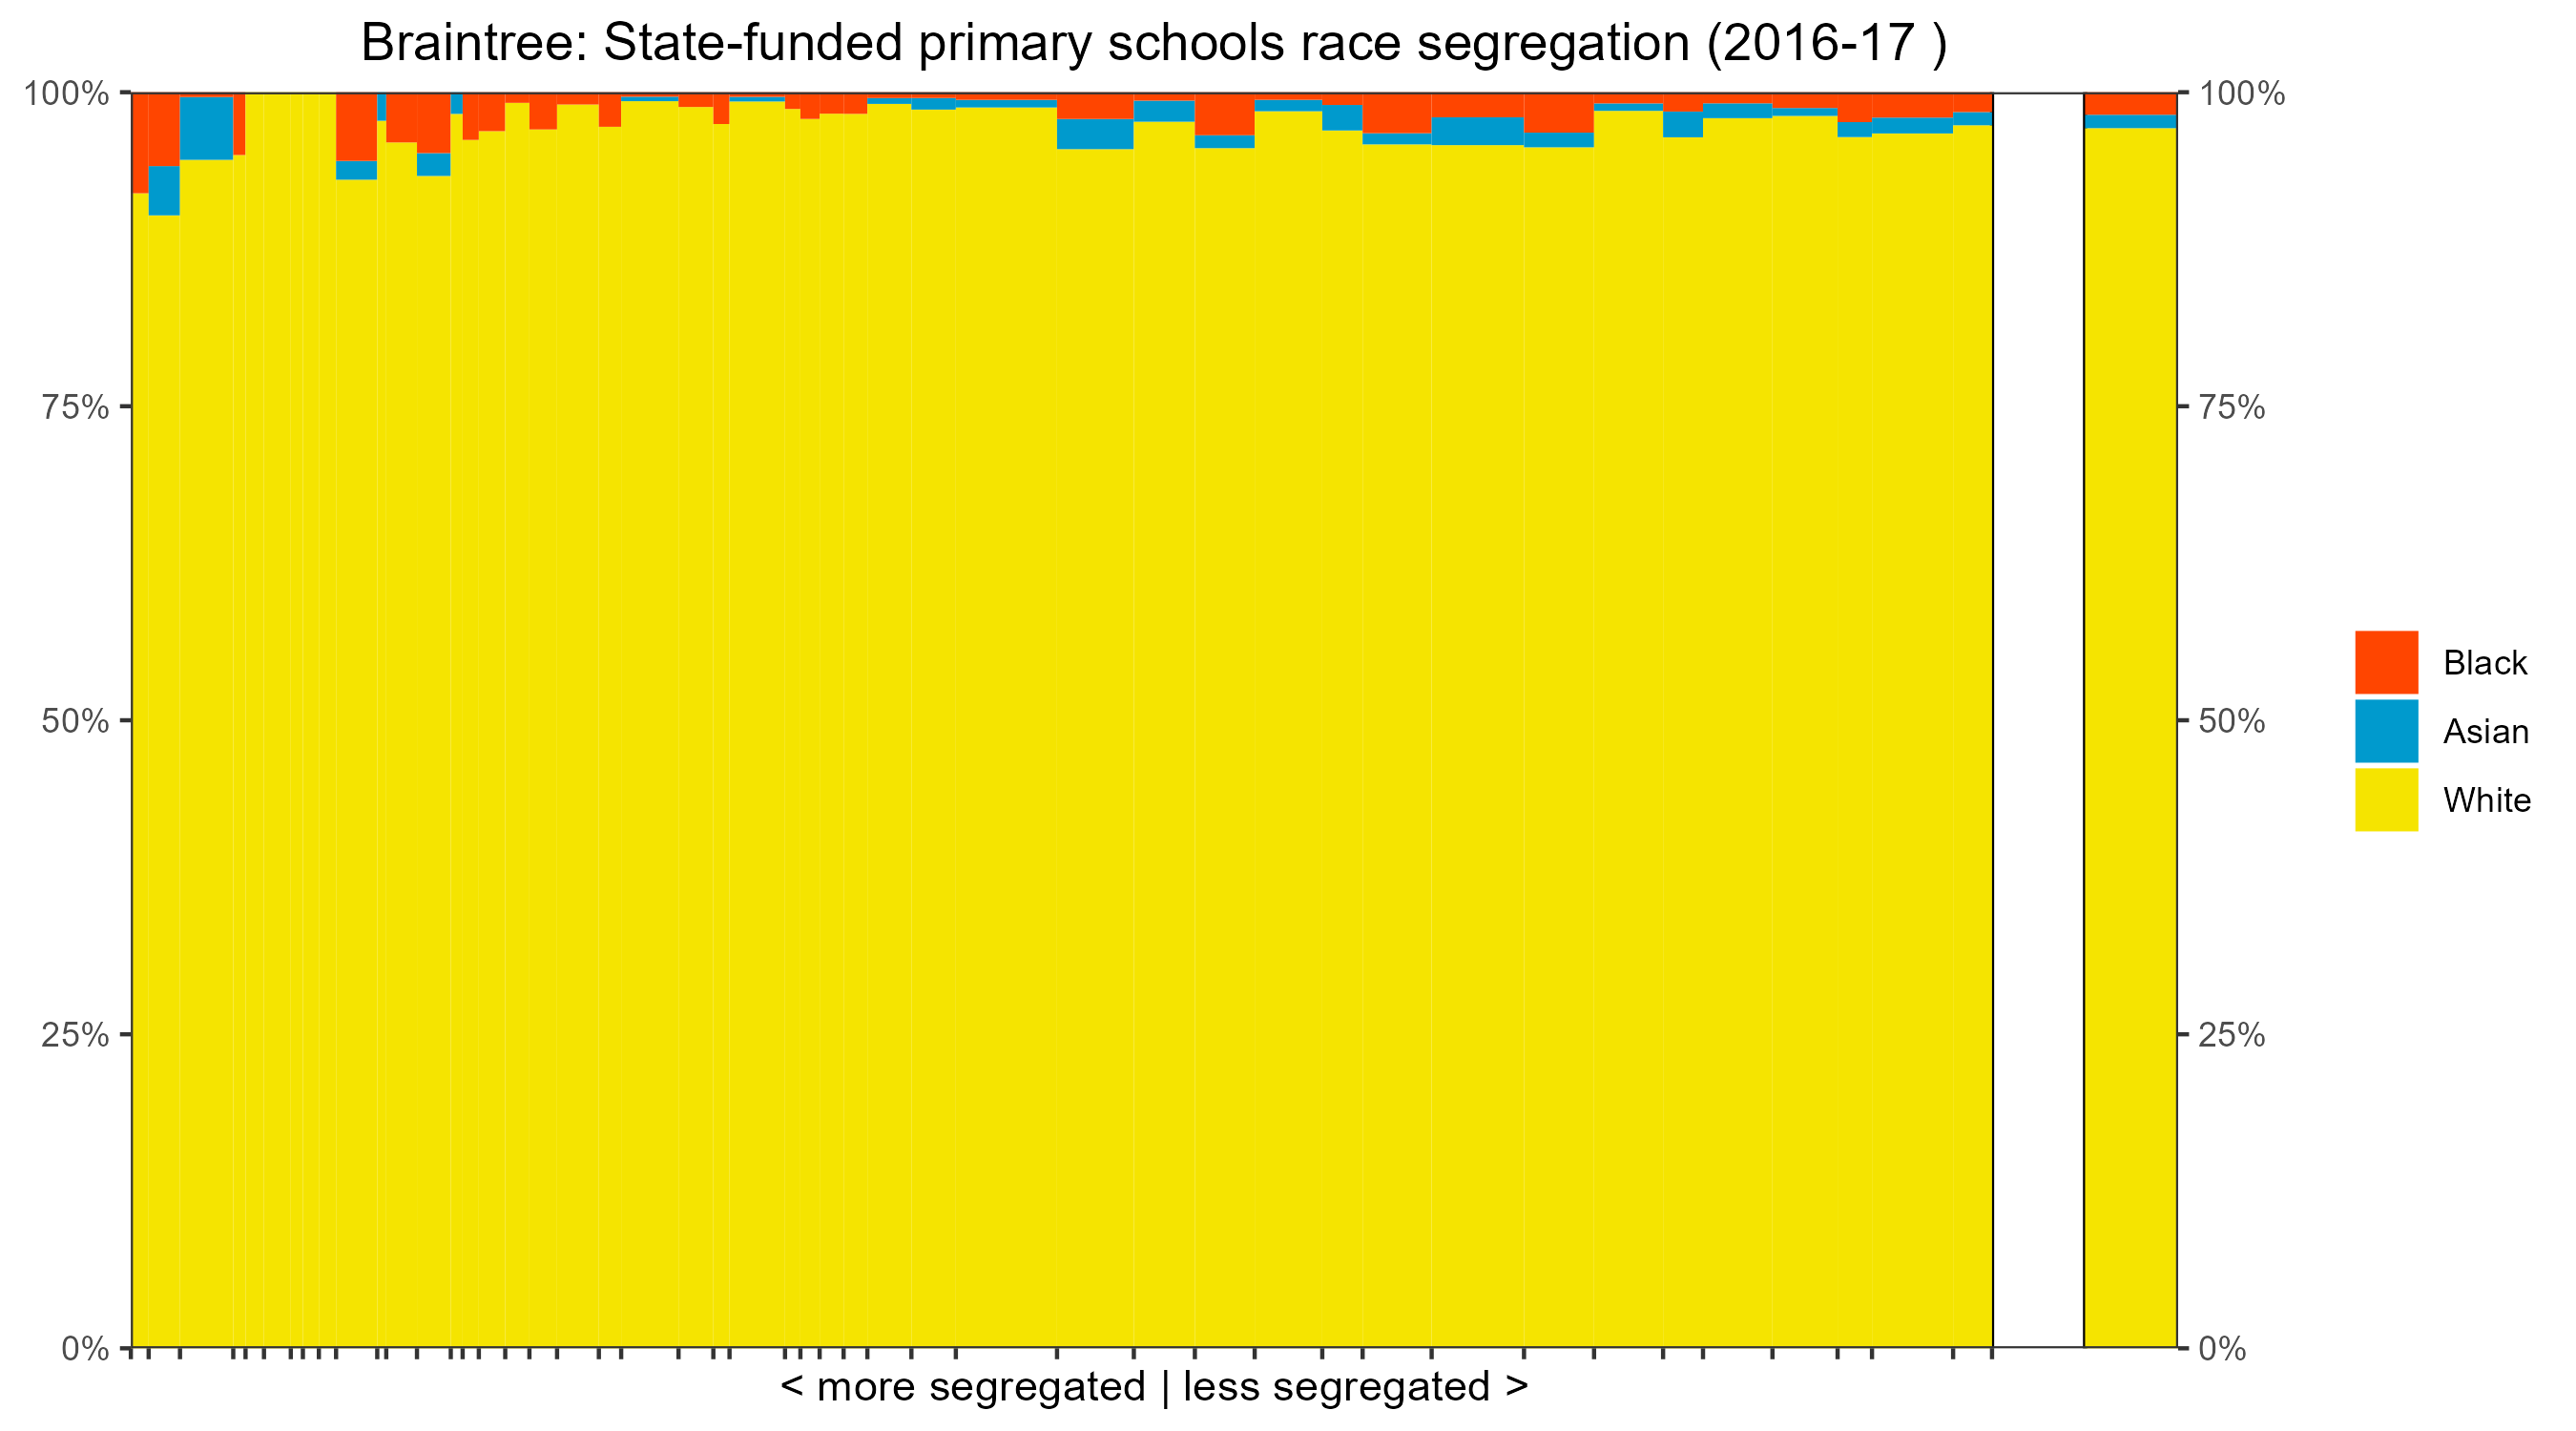 Braintree: State-funded primary schools race segregation (2016-17 )
100%
75%
50%
25%
0%
100%
75%
50%
25%
0%
Black
Asian
White
< more segregated | less segregated >